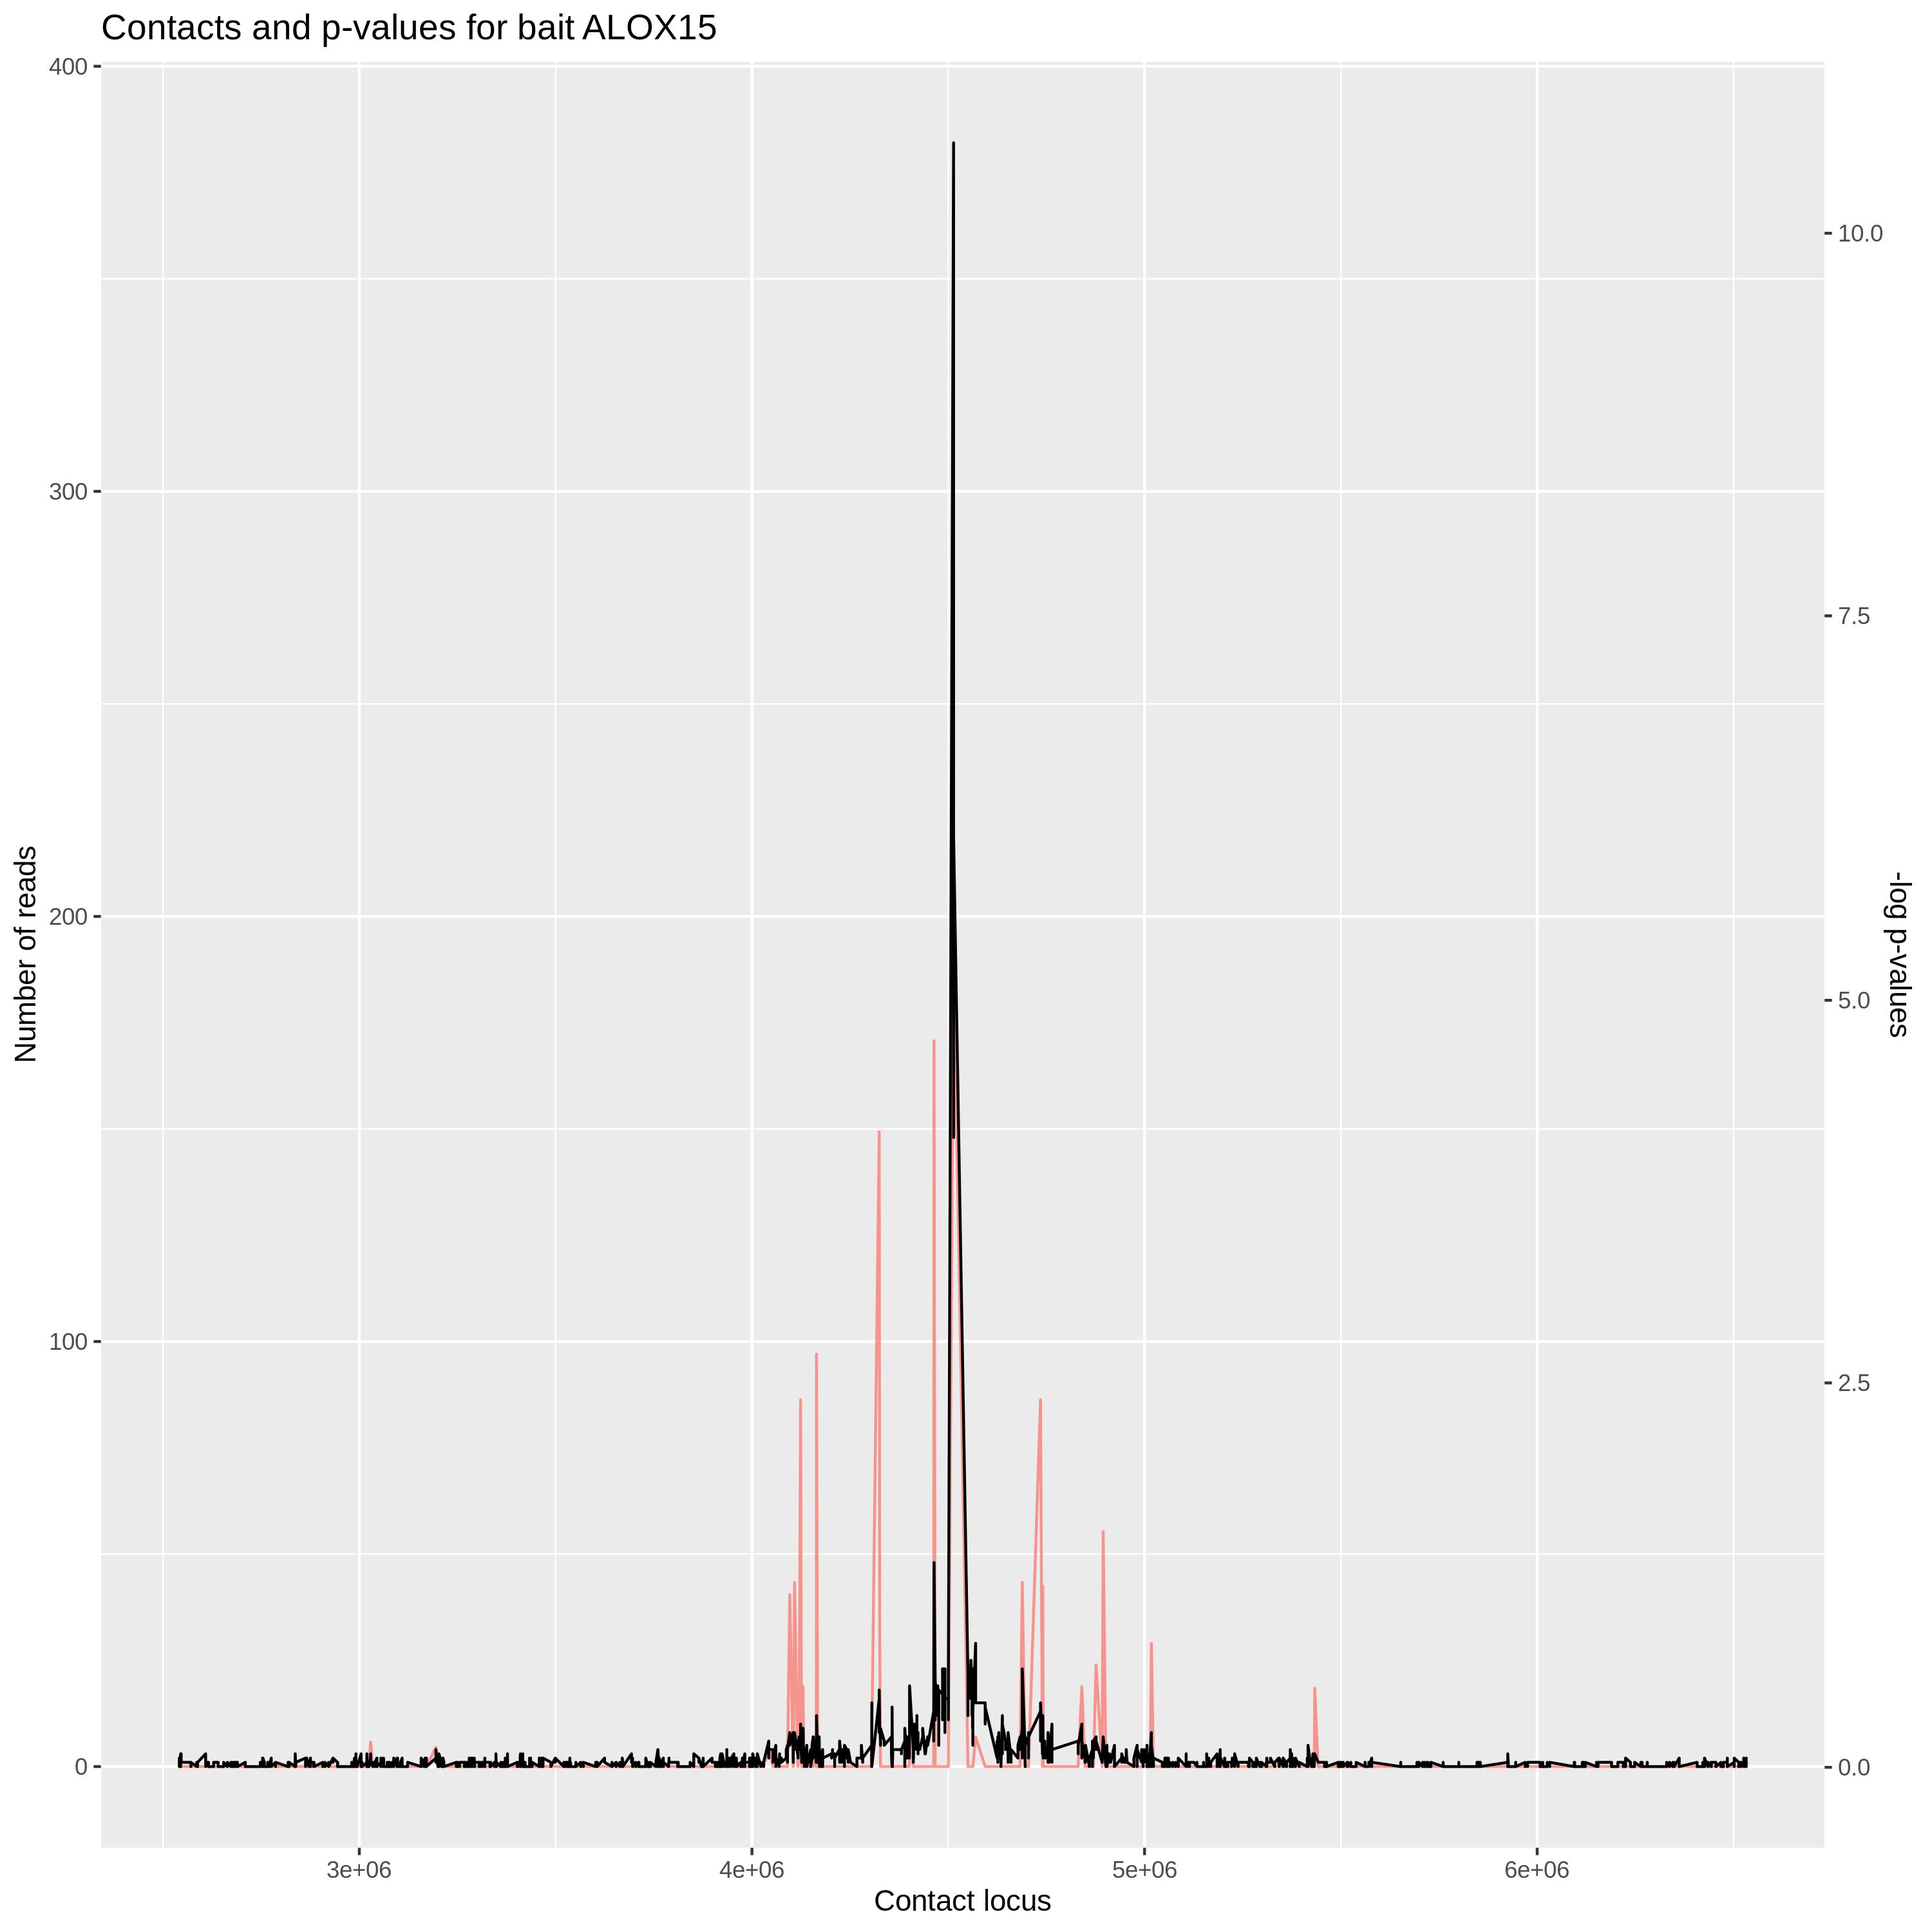 Contacts and p-values for bait ALOX15
400
300
200
100
0
Number of reads
10.0
7.5
5.0
2.5
0.0
-log p-values
3e+06
4e+06
5e+06
6e+06
Contact locus